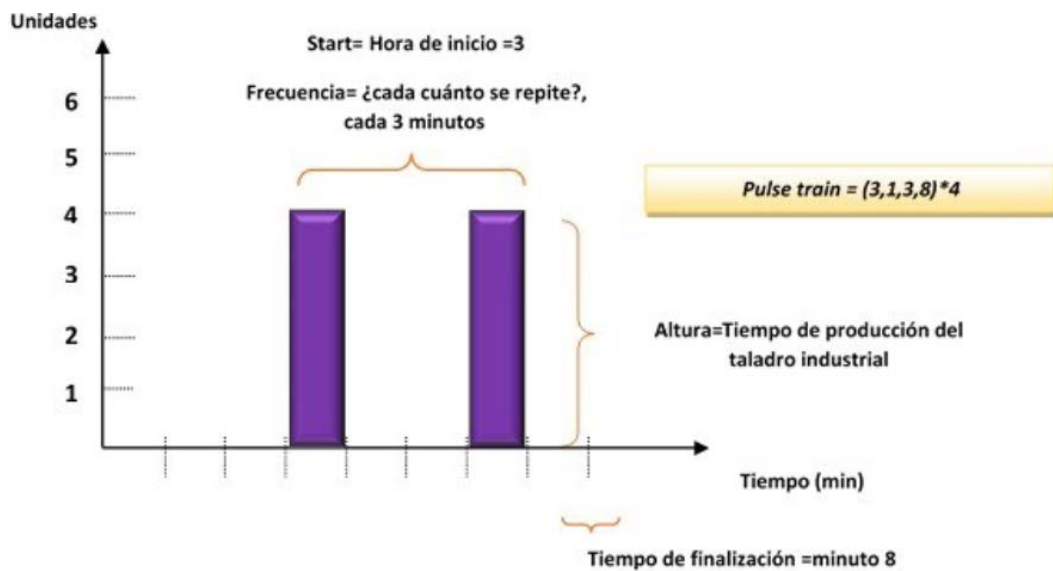 Unidades
Start= Hora de inicio =3
Frecuencia= ¿cada cuánto se repite?,
cada 3 minutos
6
5
4
3
2
1
Pulse train = (3,1,3,8)*4
Altura=Tiempo de producción del
taladro industrial
Tiempo (min)
Tiempo de finalización =minuto 8